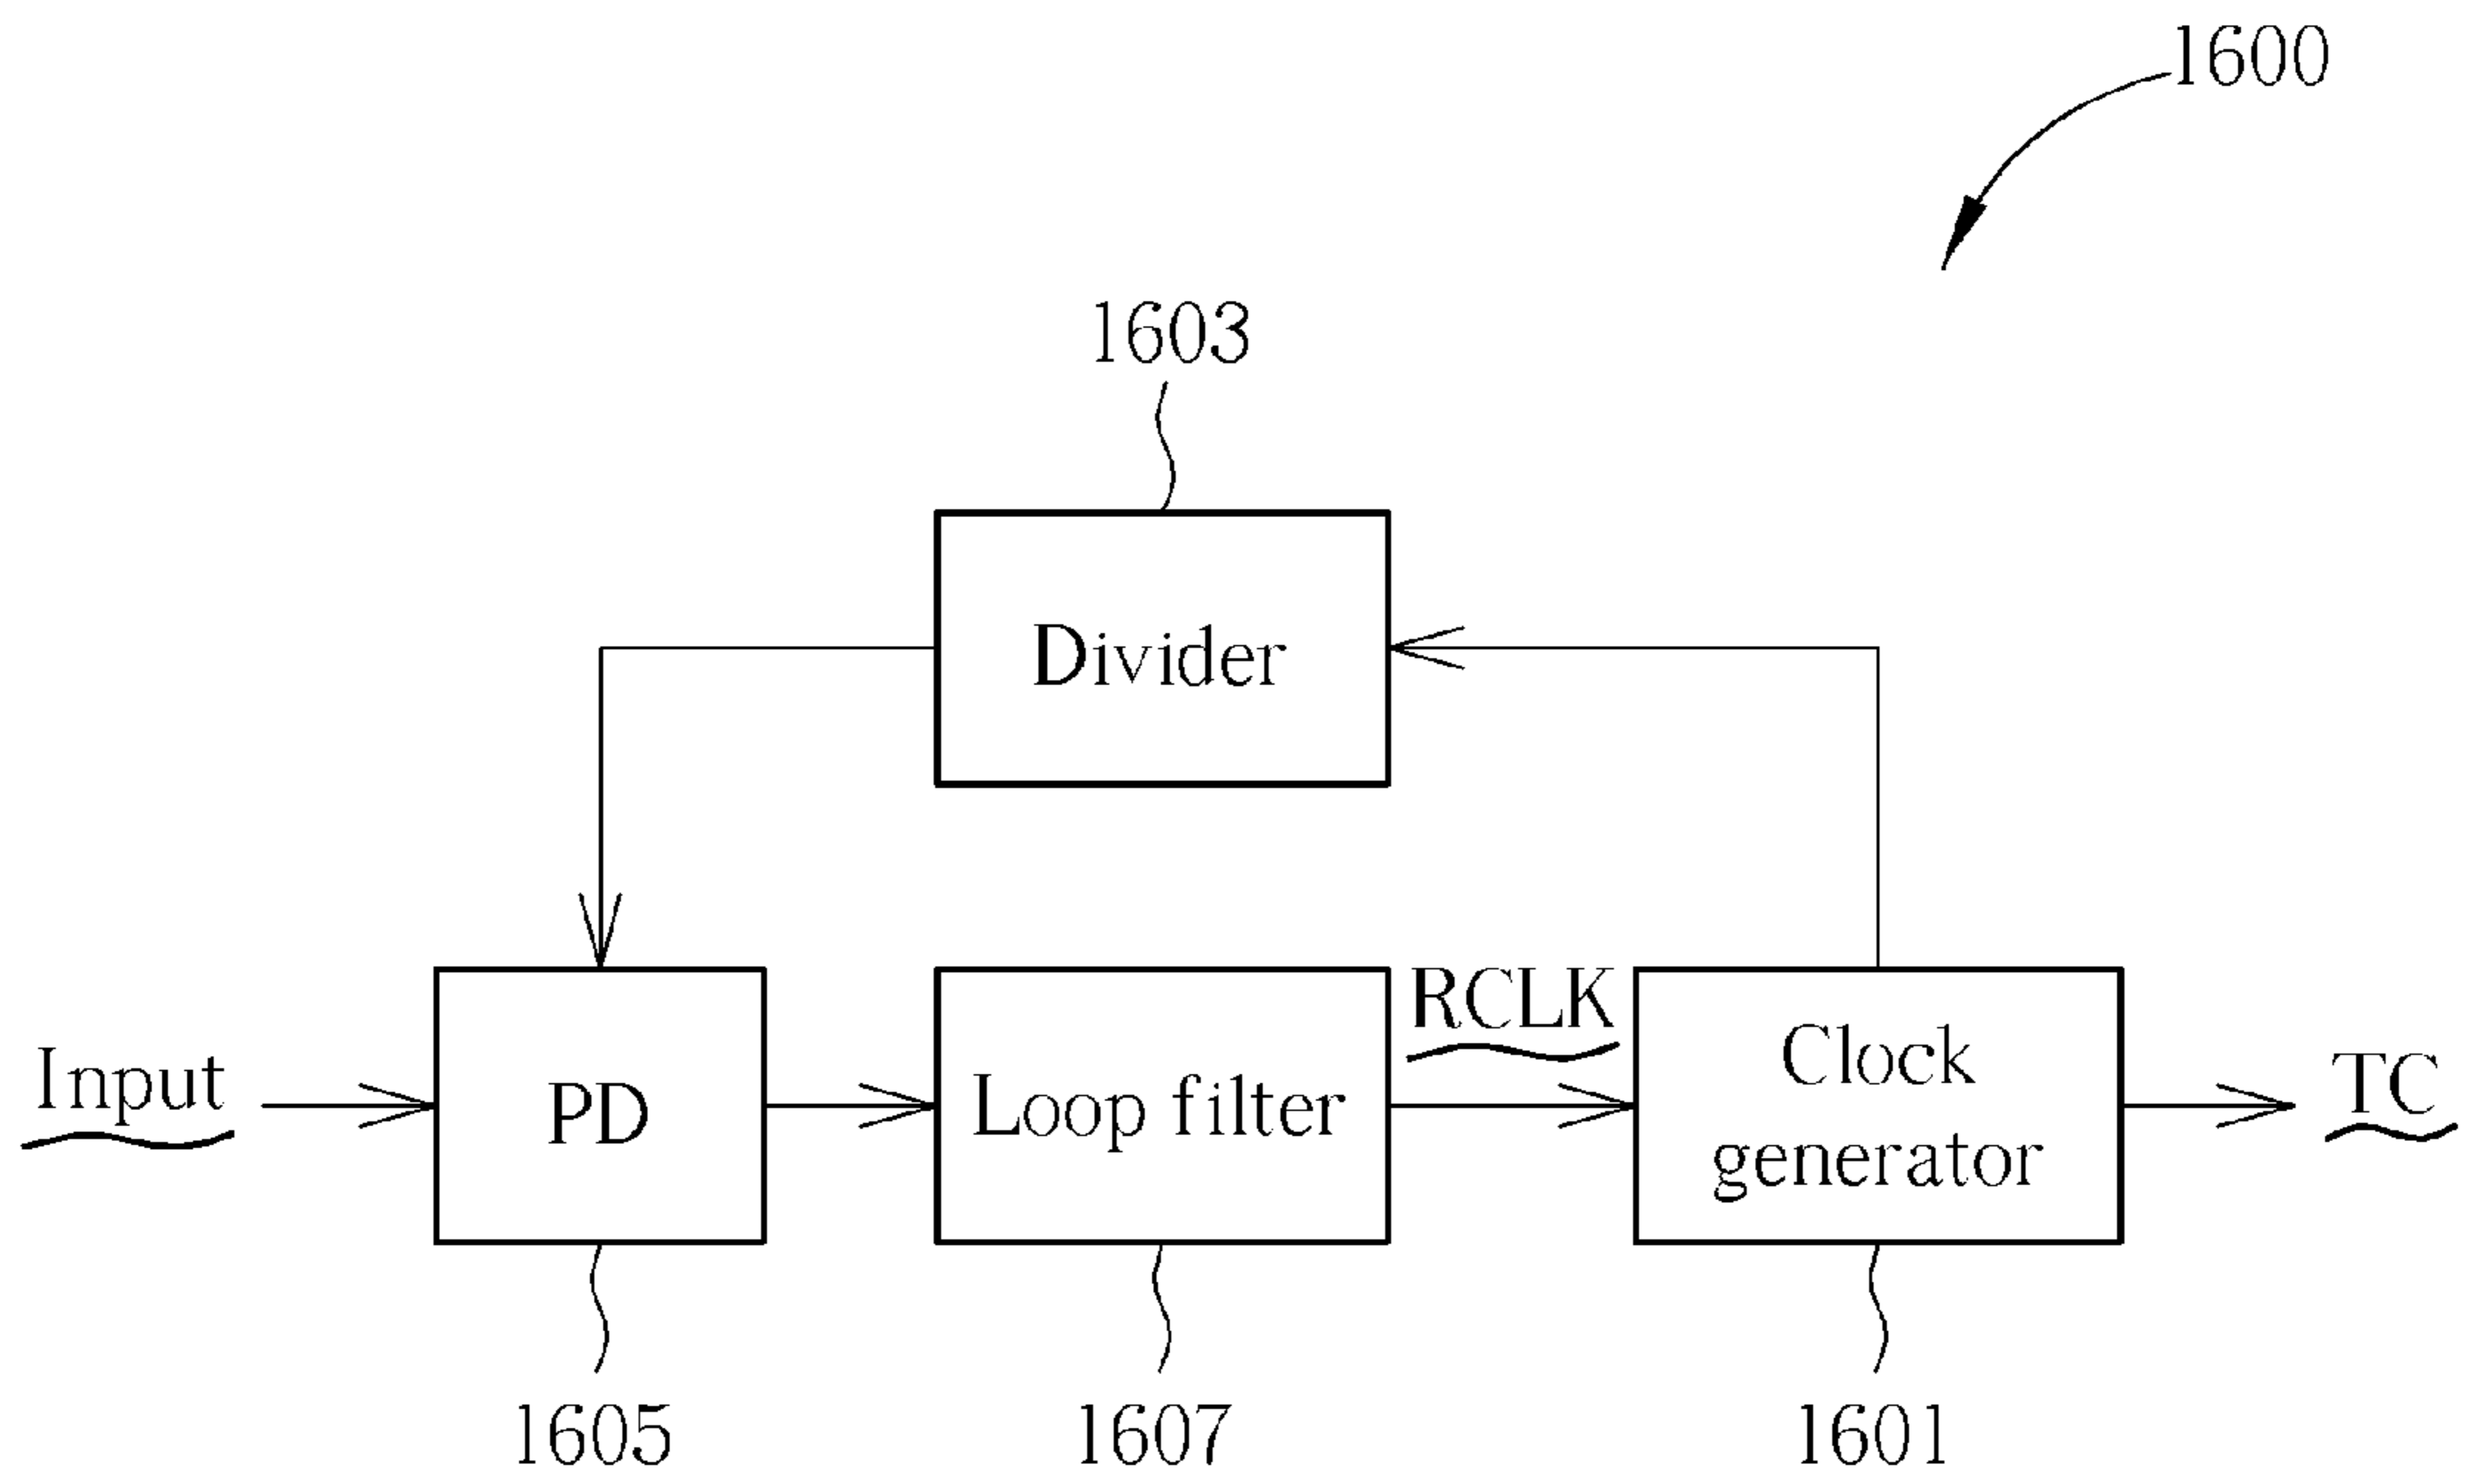 1600
1603
Divider
RCLK
Input
PD
Loop filter
Clock
generator
TC
1605
1607
1601